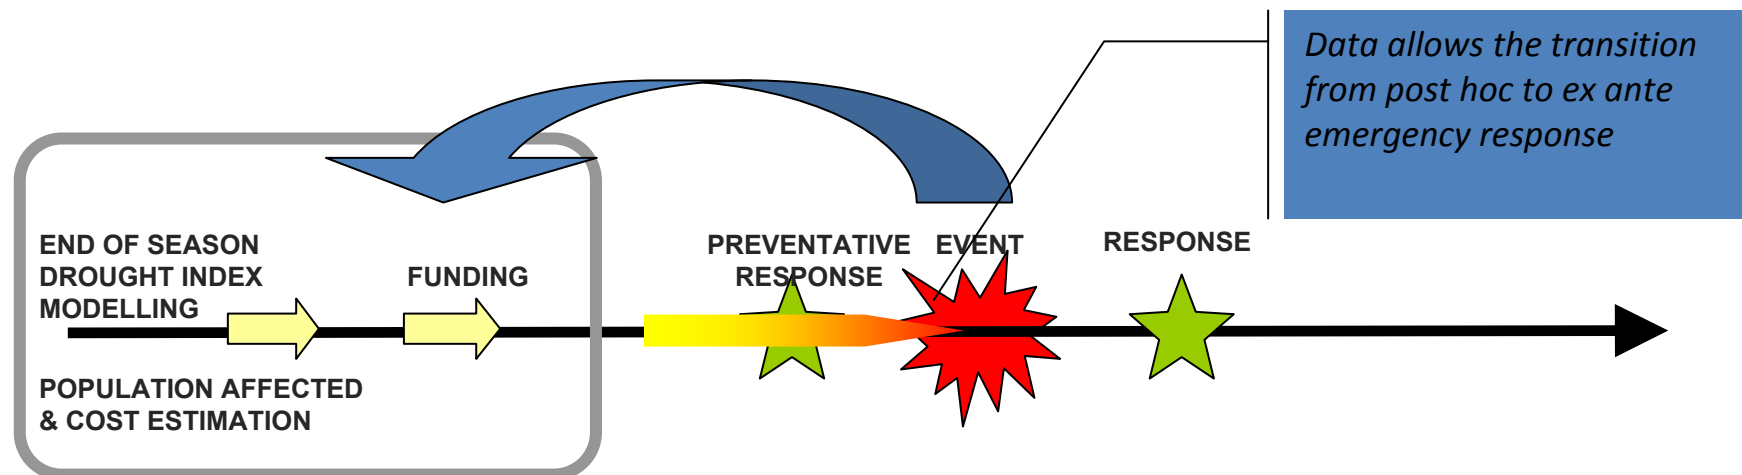 Data allows the transition
from post hoc to ex ante
emergency response
END OF SEASON
DROUGHT INDEX
MODELLING
FUNDING
PREVENTATIVE
RESPONSE
EVENT
RESPONSE
POPULATION AFFECTED
& COST ESTIMATION